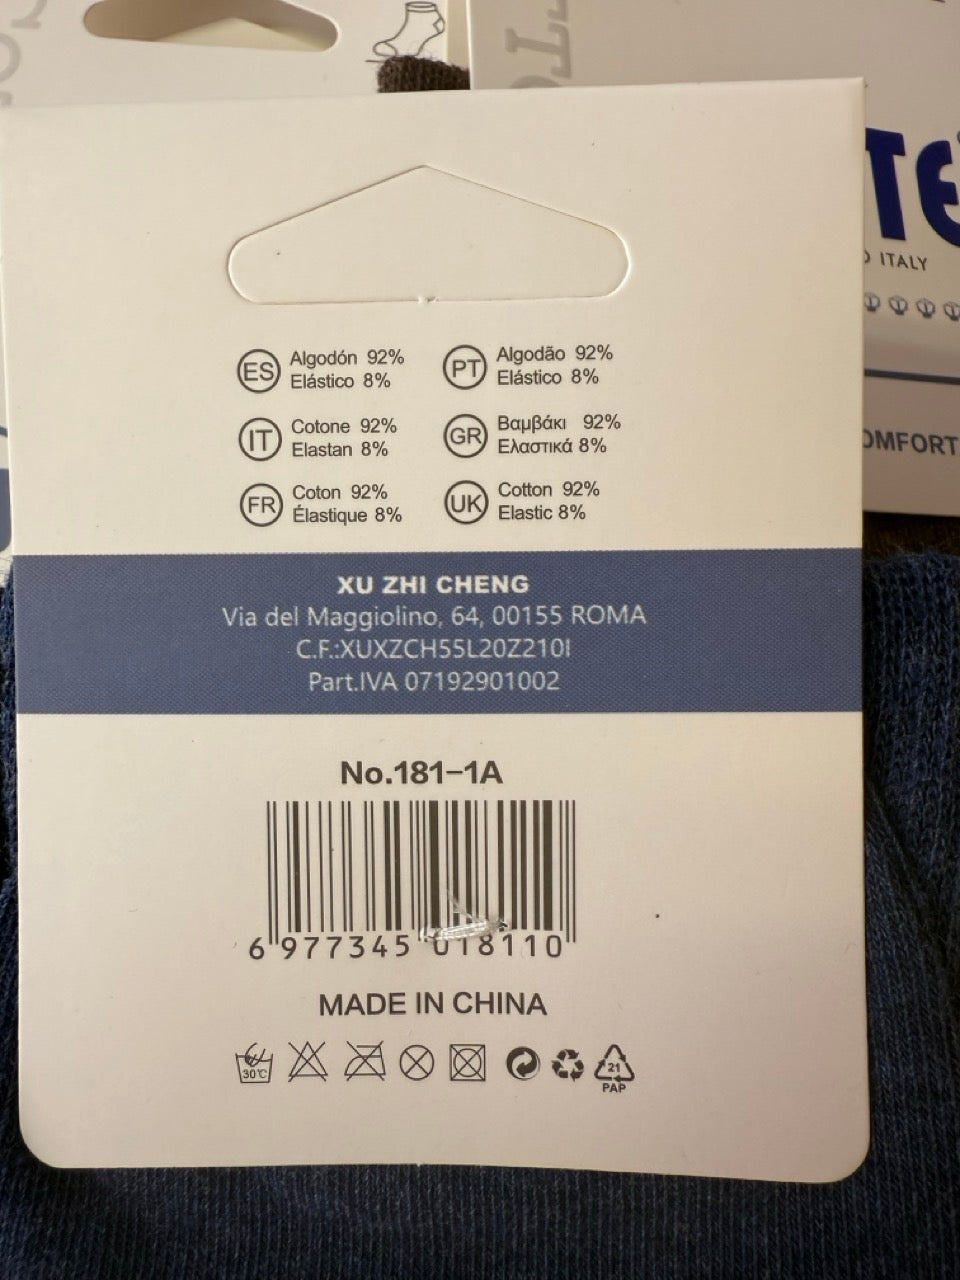 ES Algodón 92%
Elástico 8%
PT Algodão 92%
Elástico 8%
IT Cotone 92%
Elastan 8%
GR Βαμβάκι 92%
Ελαστικά 8%
FR Coton 92%
Élastique 8%
UK Cotton 92%
Elastic 8%
XU ZHI CHENG
Via del Maggiolino, 64, 00155 ROMA
C.F.:XUXZCH55L20Z210I
Part.IVA 07192901002
No.181-1A
6 977345 018110
MADE IN CHINA
30℃
21
PAP
ITALY